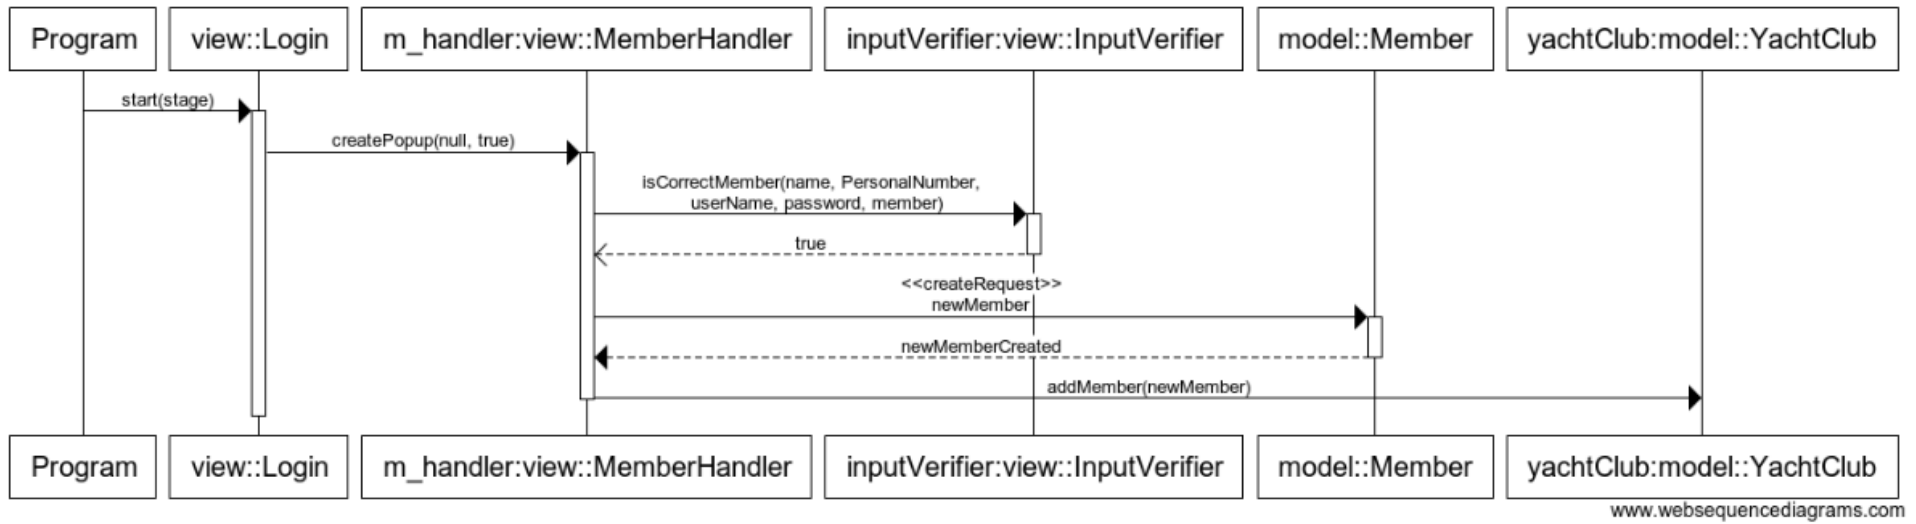 Program
view::Login
m_handler:view::MemberHandler
inputVerifier:view::InputVerifier
model::Member
yachtClub:model::YachtClub
start(stage)
createPopup(null, true)
isCorrectMember(name, PersonalNumber,
userName, password, member)
true
<<createRequest>>
newMember
newMemberCreated
addMember(newMember)
Program
view::Login
m_handler:view::MemberHandler
inputVerifier:view::InputVerifier
model::Member
yachtClub:model::YachtClub
www.websequencediagrams.com